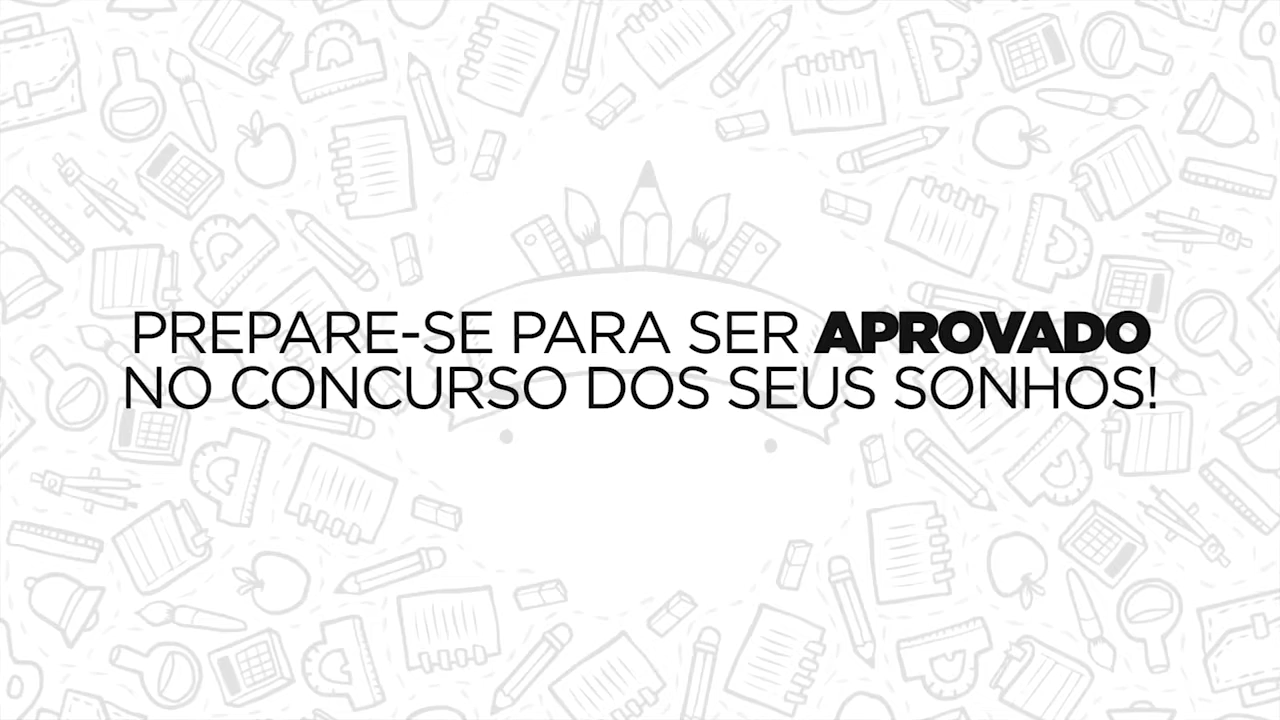 PREPARE-SE PARA SER APROVADO
NO CONCURSO DOS SEUS SONHOS!